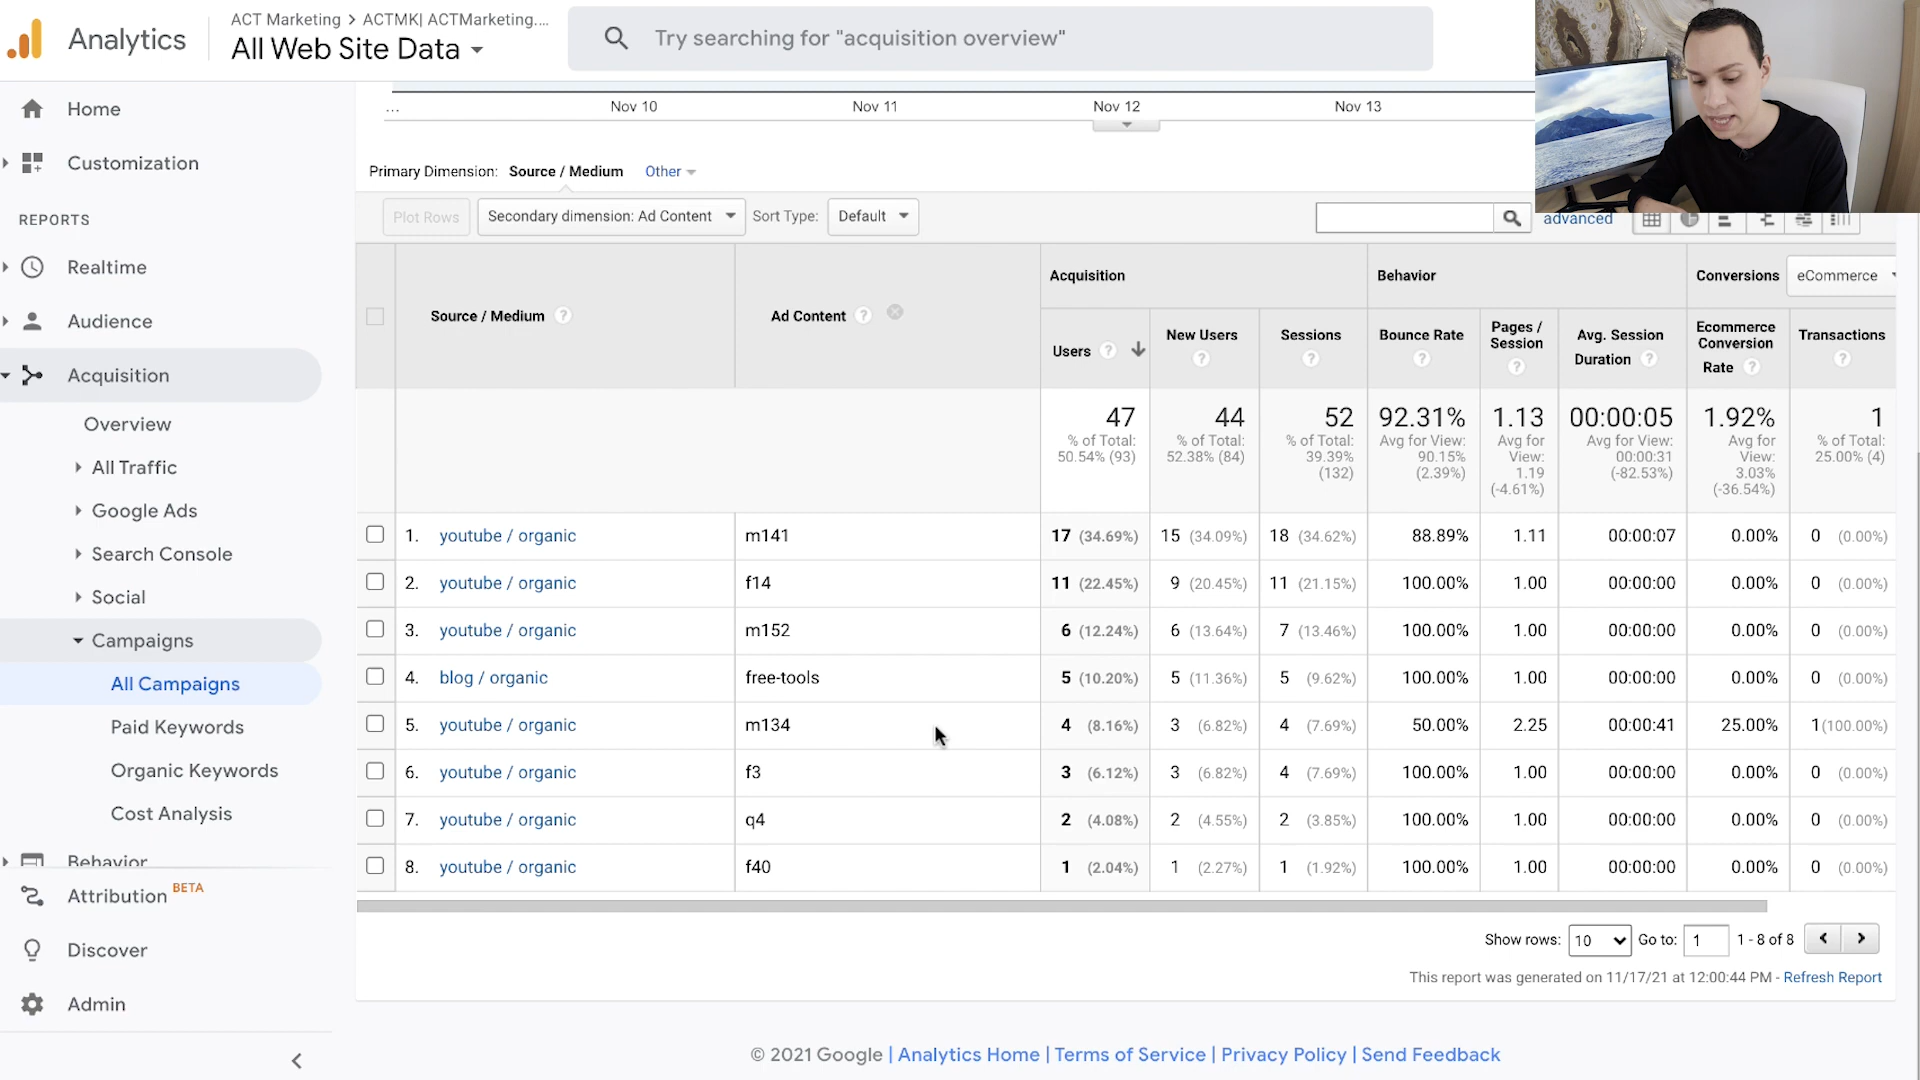 Analytics
ACT Marketing > ACTMK| ACTMarketing....
All Web Site Data
Try searching for "acquisition overview"
Home
Customization
REPORTS
Realtime
Audience
Acquisition
Overview
All Traffic
Google Ads
Search Console
Social
Campaigns
All Campaigns
Paid Keywords
Organic Keywords
Cost Analysis
Behavior
Attribution BETA
Discover
Admin
... Nov 10 Nov 11 Nov 12 Nov 13
Primary Dimension: Source / Medium Other
Plot Rows Secondary dimension: Ad Content Sort Type: Default advanced
Acquisition Behavior Conversions eCommerce
Source / Medium ? Ad Content ? Users ? New Users ? Sessions ? Bounce Rate ? Pages / Session ? Avg. Session Duration ? Ecommerce Conversion Rate ? Transactions ?
47 44 52 92.31% 1.13 00:00:05 1.92% 1
% of Total: 50.54% (93) % of Total: 52.38% (84) % of Total: 39.39% (132) Avg for View: 90.15% (2.39%) Avg for View: 1.19 (-4.61%) Avg for View: 00:00:31 (-82.53%) Avg for View: 3.03% (-36.54%) % of Total: 25.00% (4)
1. youtube / organic m141 17 (34.69%) 15 (34.09%) 18 (34.62%) 88.89% 1.11 00:00:07 0.00% 0 (0.00%)
2. youtube / organic f14 11 (22.45%) 9 (20.45%) 11 (21.15%) 100.00% 1.00 00:00:00 0.00% 0 (0.00%)
3. youtube / organic m152 6 (12.24%) 6 (13.64%) 7 (13.46%) 100.00% 1.00 00:00:00 0.00% 0 (0.00%)
4. blog / organic free-tools 5 (10.20%) 5 (11.36%) 5 (9.62%) 100.00% 1.00 00:00:00 0.00% 0 (0.00%)
5. youtube / organic m134 4 (8.16%) 3 (6.82%) 4 (7.69%) 50.00% 2.25 00:00:41 25.00% 1(100.00%)
6. youtube / organic f3 3 (6.12%) 3 (6.82%) 4 (7.69%) 100.00% 1.00 00:00:00 0.00% 0 (0.00%)
7. youtube / organic q4 2 (4.08%) 2 (4.55%) 2 (3.85%) 100.00% 1.00 00:00:00 0.00% 0 (0.00%)
8. youtube / organic f40 1 (2.04%) 1 (2.27%) 1 (1.92%) 100.00% 1.00 00:00:00 0.00% 0 (0.00%)
Show rows: 10 Go to: 1 1 - 8 of 8
This report was generated on 11/17/21 at 12:00:44 PM - Refresh Report
© 2021 Google | Analytics Home | Terms of Service | Privacy Policy | Send Feedback